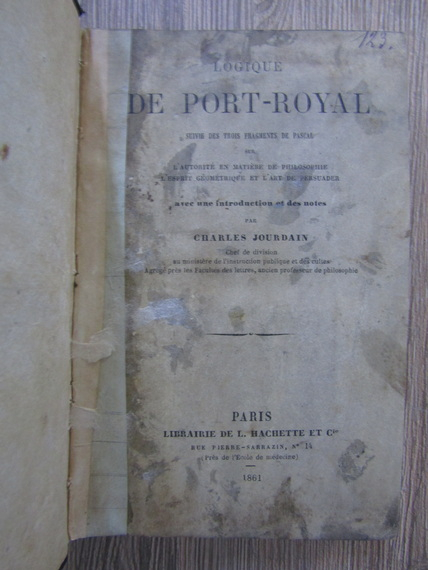 123.
LOGIQUE
DE PORT-ROYAL
SUIVIE DES TROIS FRAGMENTS DE PASCAL
SUR
L'AUTORITÉ EN MATIÈRE DE PHILOSOPHIE
L'ESPRIT GÉOMÉTRIQUE ET L'ART DE PERSUADER
avec une introduction et des notes
PAR
CHARLES JOURDAIN
Chef de division
au ministère de l'instruction publique et des cultes
Agrégé près les Facultés des lettres, ancien professeur de philosophie
PARIS
LIBRAIRIE DE L. HACHETTE ET Cie
RUE PIERRE-SARRAZIN, N° 14
(Près de l'École de médecine)
1861